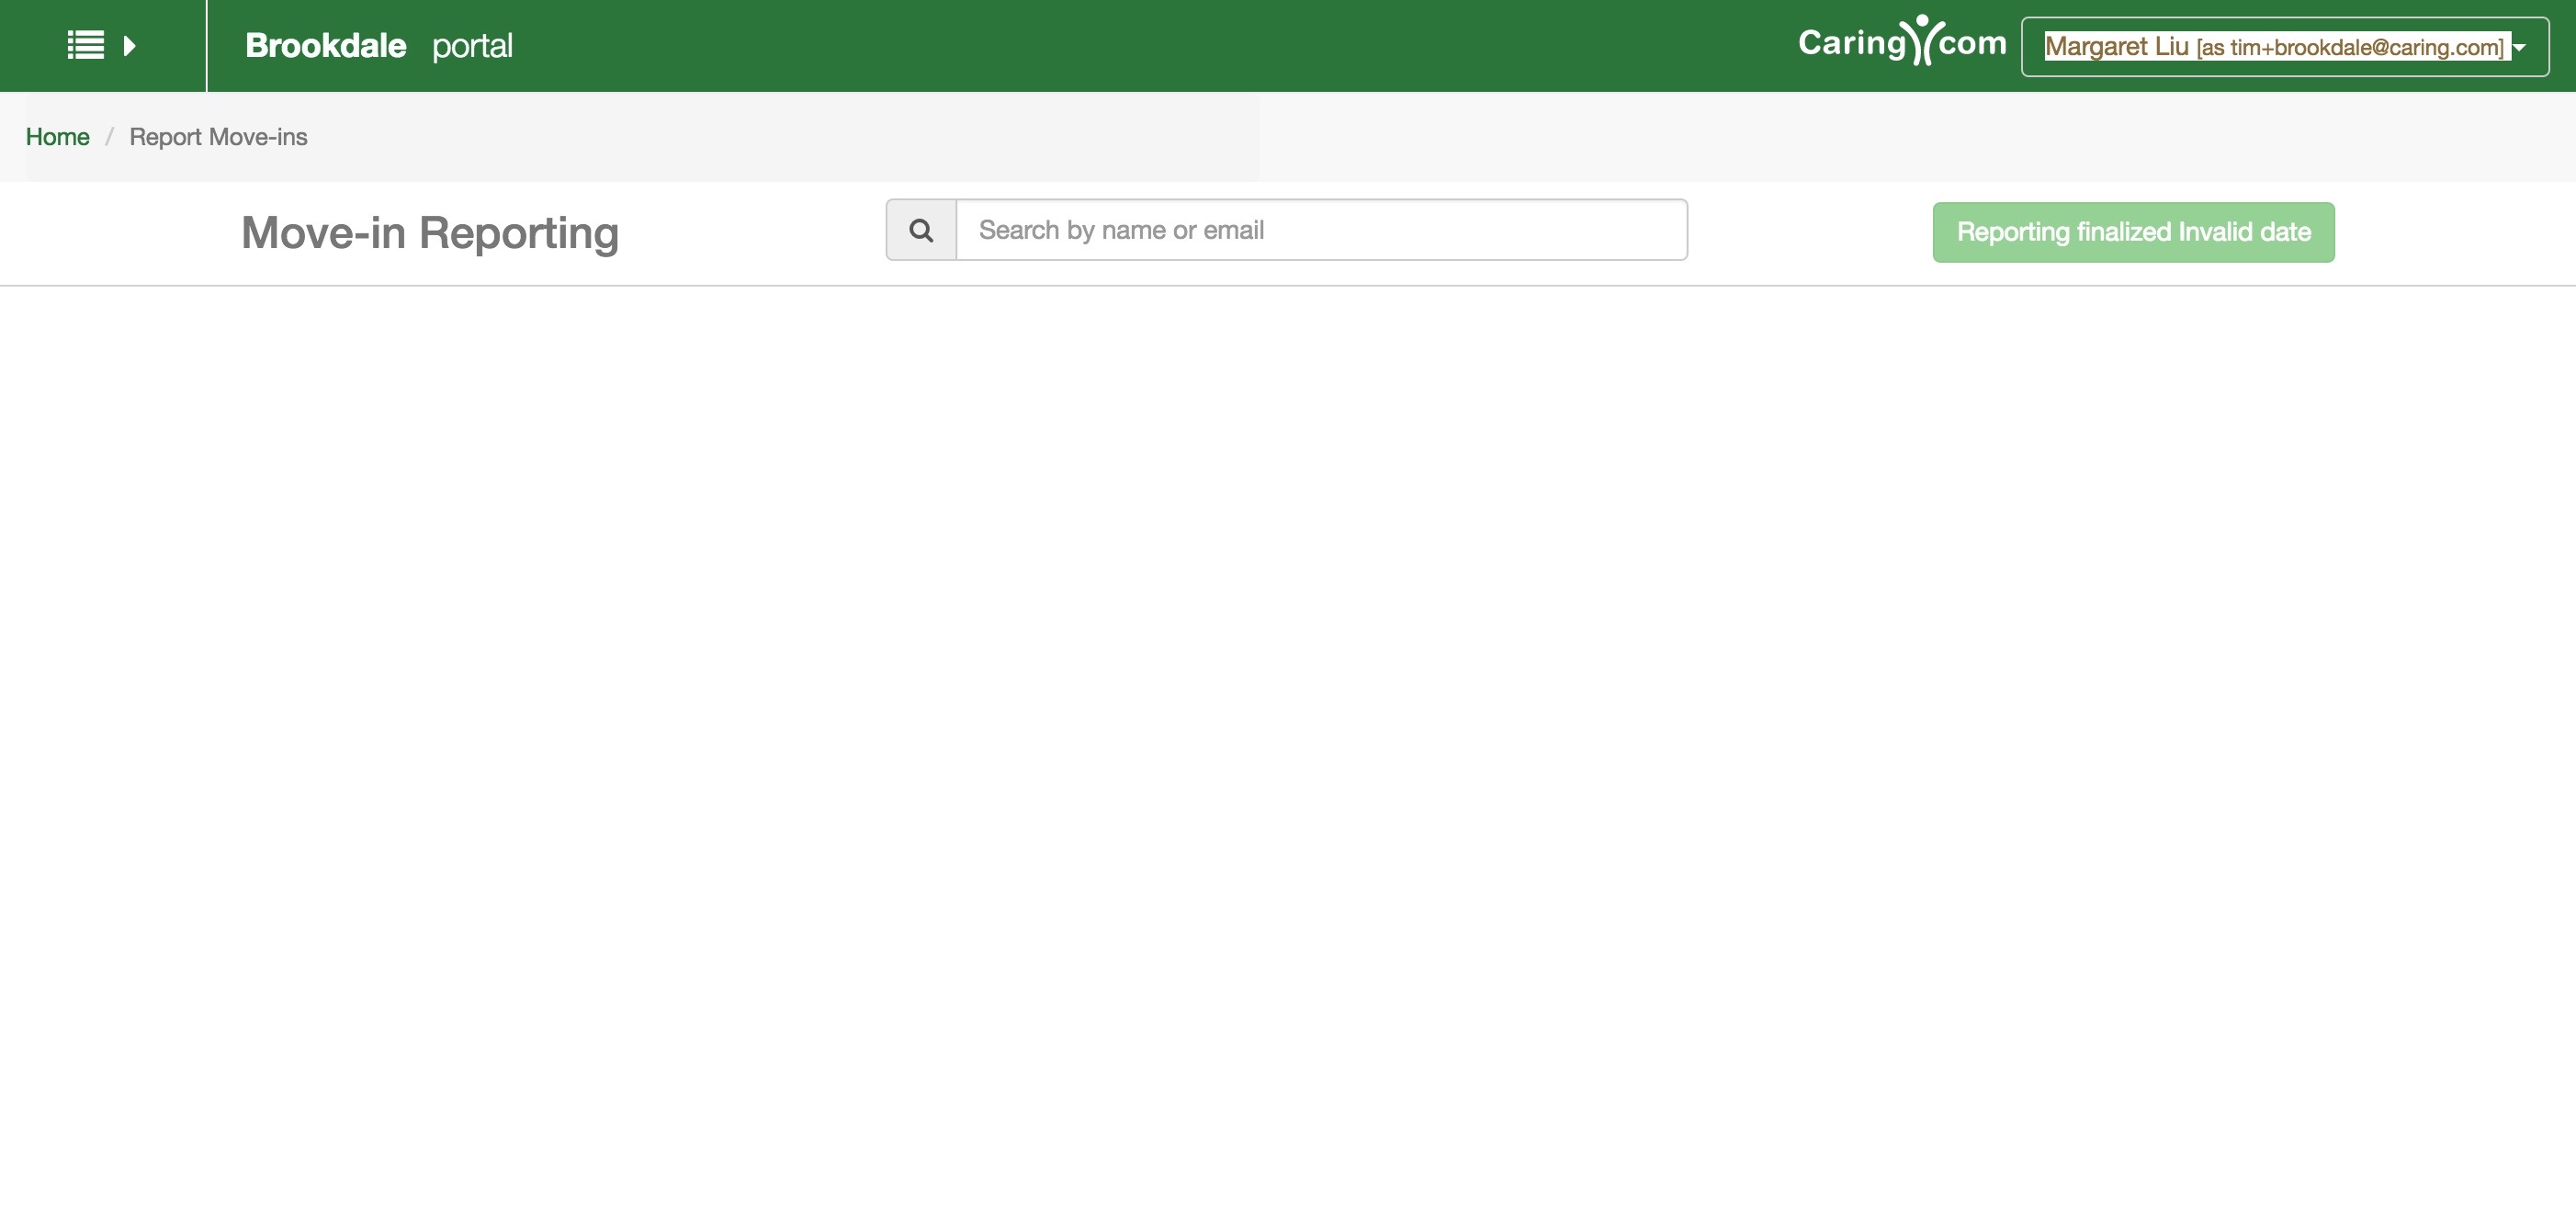 Brookdale portal
Caring.com
Margaret Liu [as tim+brookdale@caring.com]
Home / Report Move-ins
Move-in Reporting
Search by name or email
Reporting finalized Invalid date